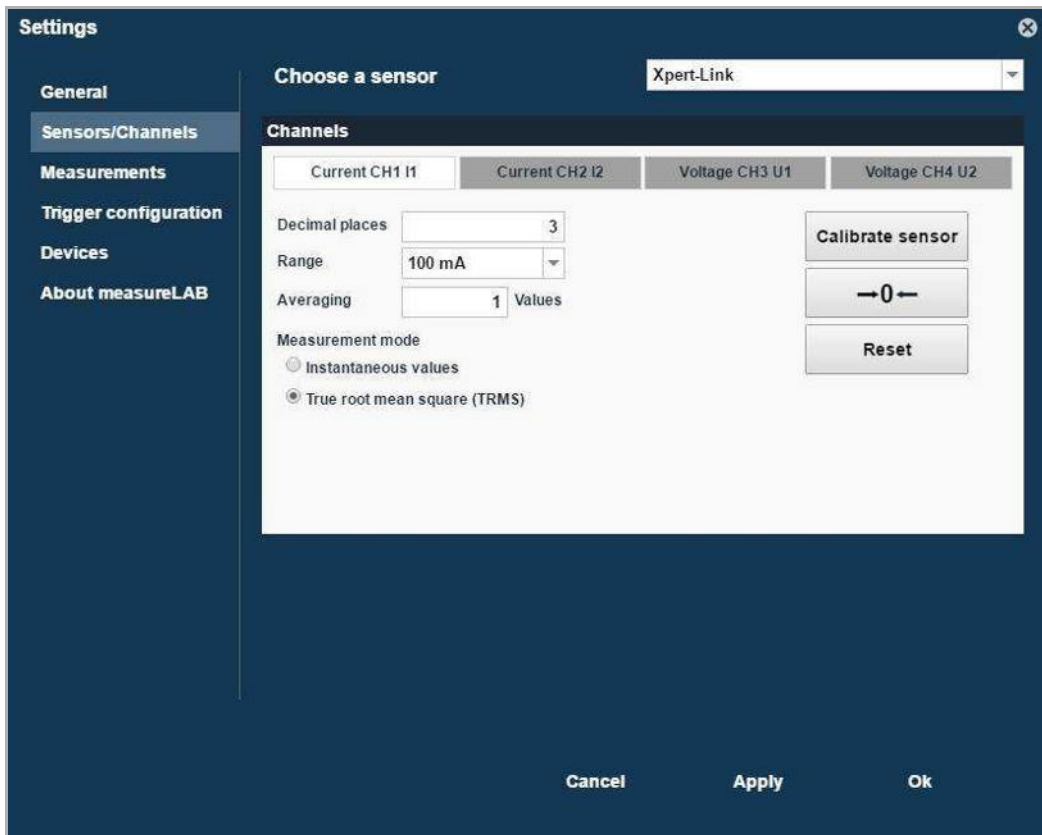 Settings
General
Sensors/Channels
Measurements
Trigger configuration
Devices
About measureLAB
Choose a sensor
Xpert-Link
Channels
Current CH1 I1
Current CH2 I2
Voltage CH3 U1
Voltage CH4 U2
Decimal places 3
Range 100 mA
Averaging 1 Values
Measurement mode
Instantaneous values
True root mean square (TRMS)
Calibrate sensor
→0←
Reset
Cancel
Apply
Ok